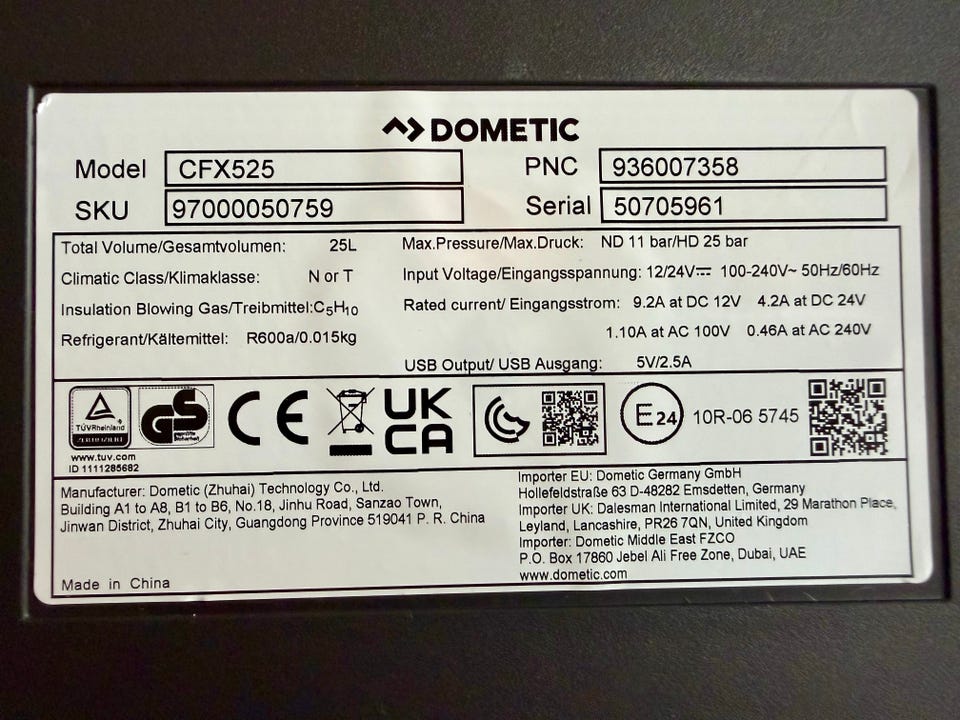 DOMETIC
Model CFX525 PNC 936007358
SKU 97000050759 Serial 50705961
Total Volume/Gesamtvolumen: 25L
Climatic Class/Klimaklasse: N or T
Insulation Blowing Gas/Treibmittel:C₅H₁₀
Refrigerant/Kältemittel: R600a/0.015kg
Max.Pressure/Max.Druck: ND 11 bar/HD 25 bar
Input Voltage/Eingangsspannung: 12/24V⎓ 100-240V~ 50Hz/60Hz
Rated current/ Eingangsstrom: 9.2A at DC 12V 4.2A at DC 24V
1.10A at AC 100V 0.46A at AC 240V
USB Output/ USB Ausgang: 5V/2.5A
TÜVRheinland
ZERTIFIZIERT
www.tuv.com
ID 1111285682
GS
geprüfte
Sicherheit
CE
UK
CA
E24
10R-06 5745
Manufacturer: Dometic (Zhuhai) Technology Co., Ltd.
Building A1 to A8, B1 to B6, No.18, Jinhu Road, Sanzao Town,
Jinwan District, Zhuhai City, Guangdong Province 519041 P. R. China
Made in China
Importer EU: Dometic Germany GmbH
Hollefeldstraße 63 D-48282 Emsdetten, Germany
Importer UK: Dalesman International Limited, 29 Marathon Place,
Leyland, Lancashire, PR26 7QN, United Kingdom
Importer: Dometic Middle East FZCO
P.O. Box 17860 Jebel Ali Free Zone, Dubai, UAE
www.dometic.com